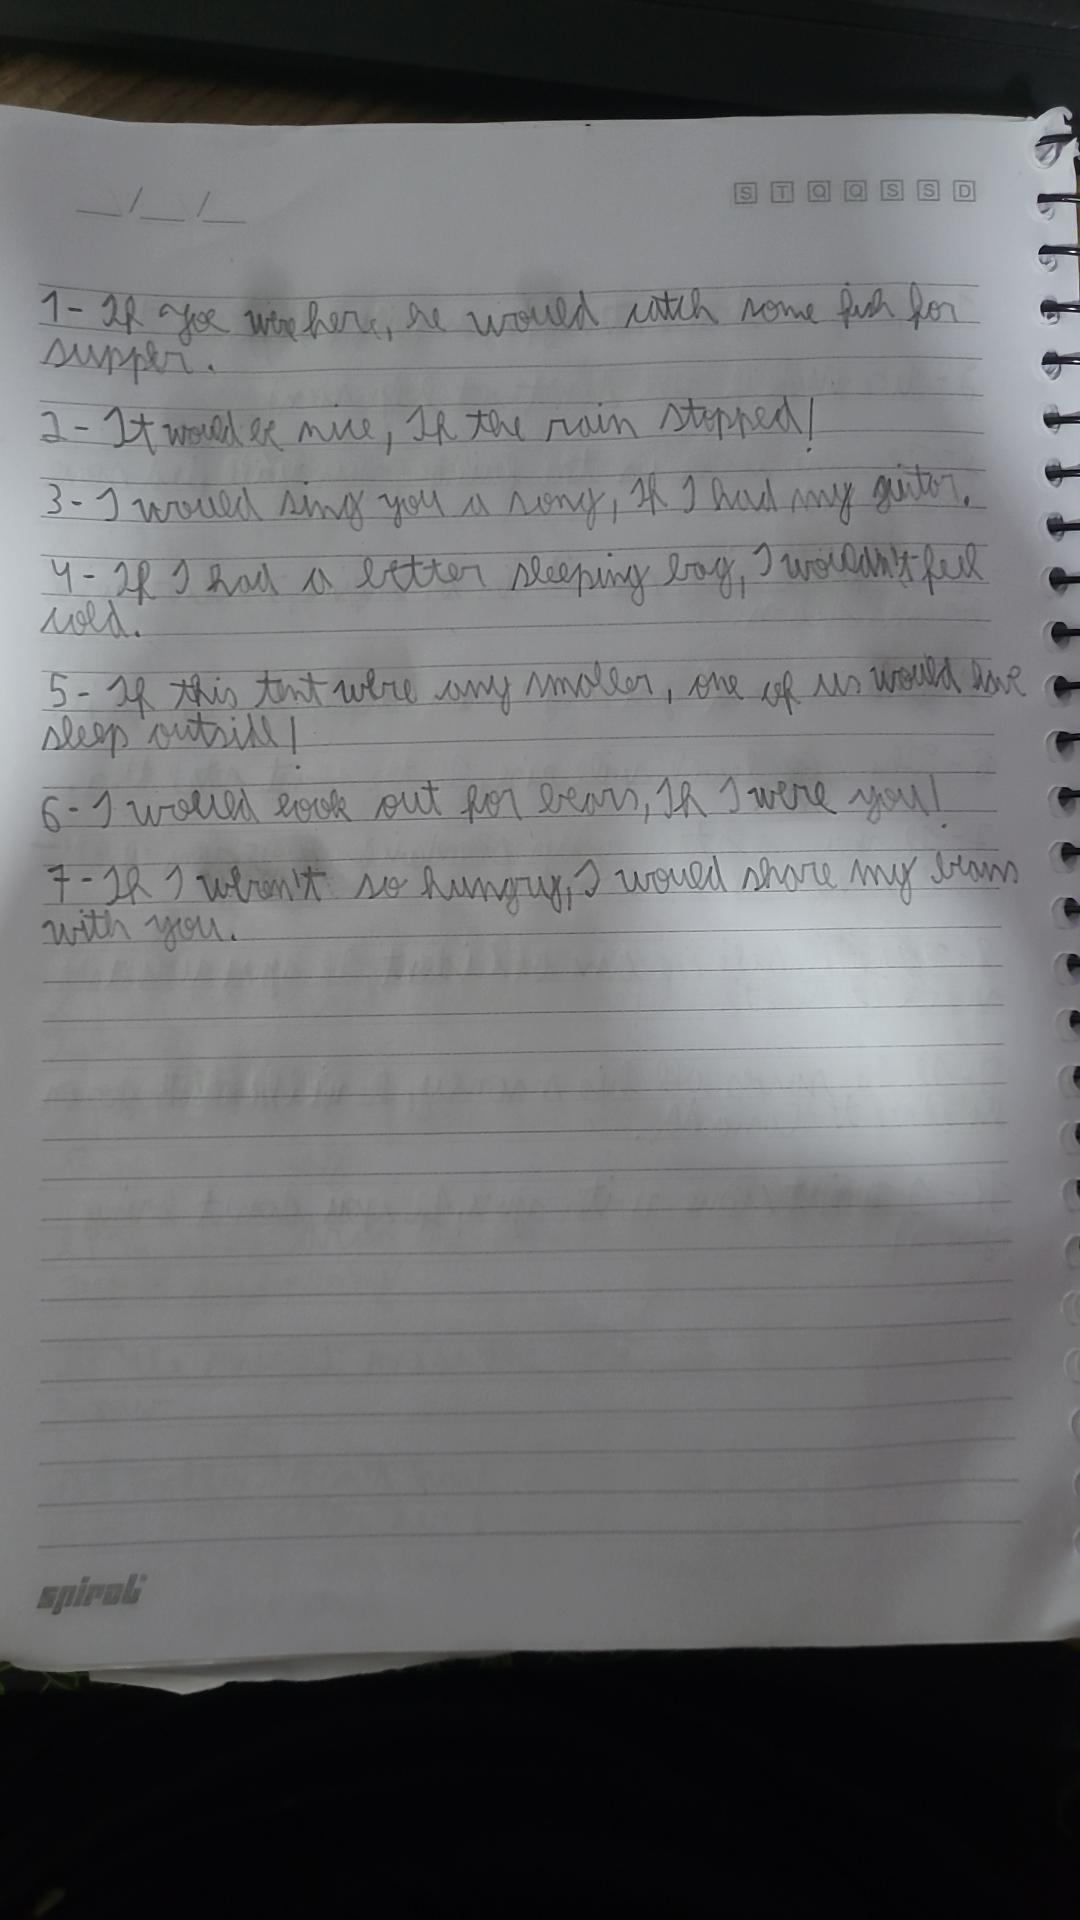 __/__/__
S T Q Q S S D
1- If Joe were here, he would catch some fish for
supper.
2- It would be nice, If the rain stopped!
3- I would sing you a song, If I had my guitar.
4- If I had a better sleeping bag, I wouldn't feel
cold.
5- If this tent were any smaller, one of us would have
sleep outside!
6- I would look out for bears, If I were you!
7- If I weren't so hungry, I would share my beans
with you.
spiral